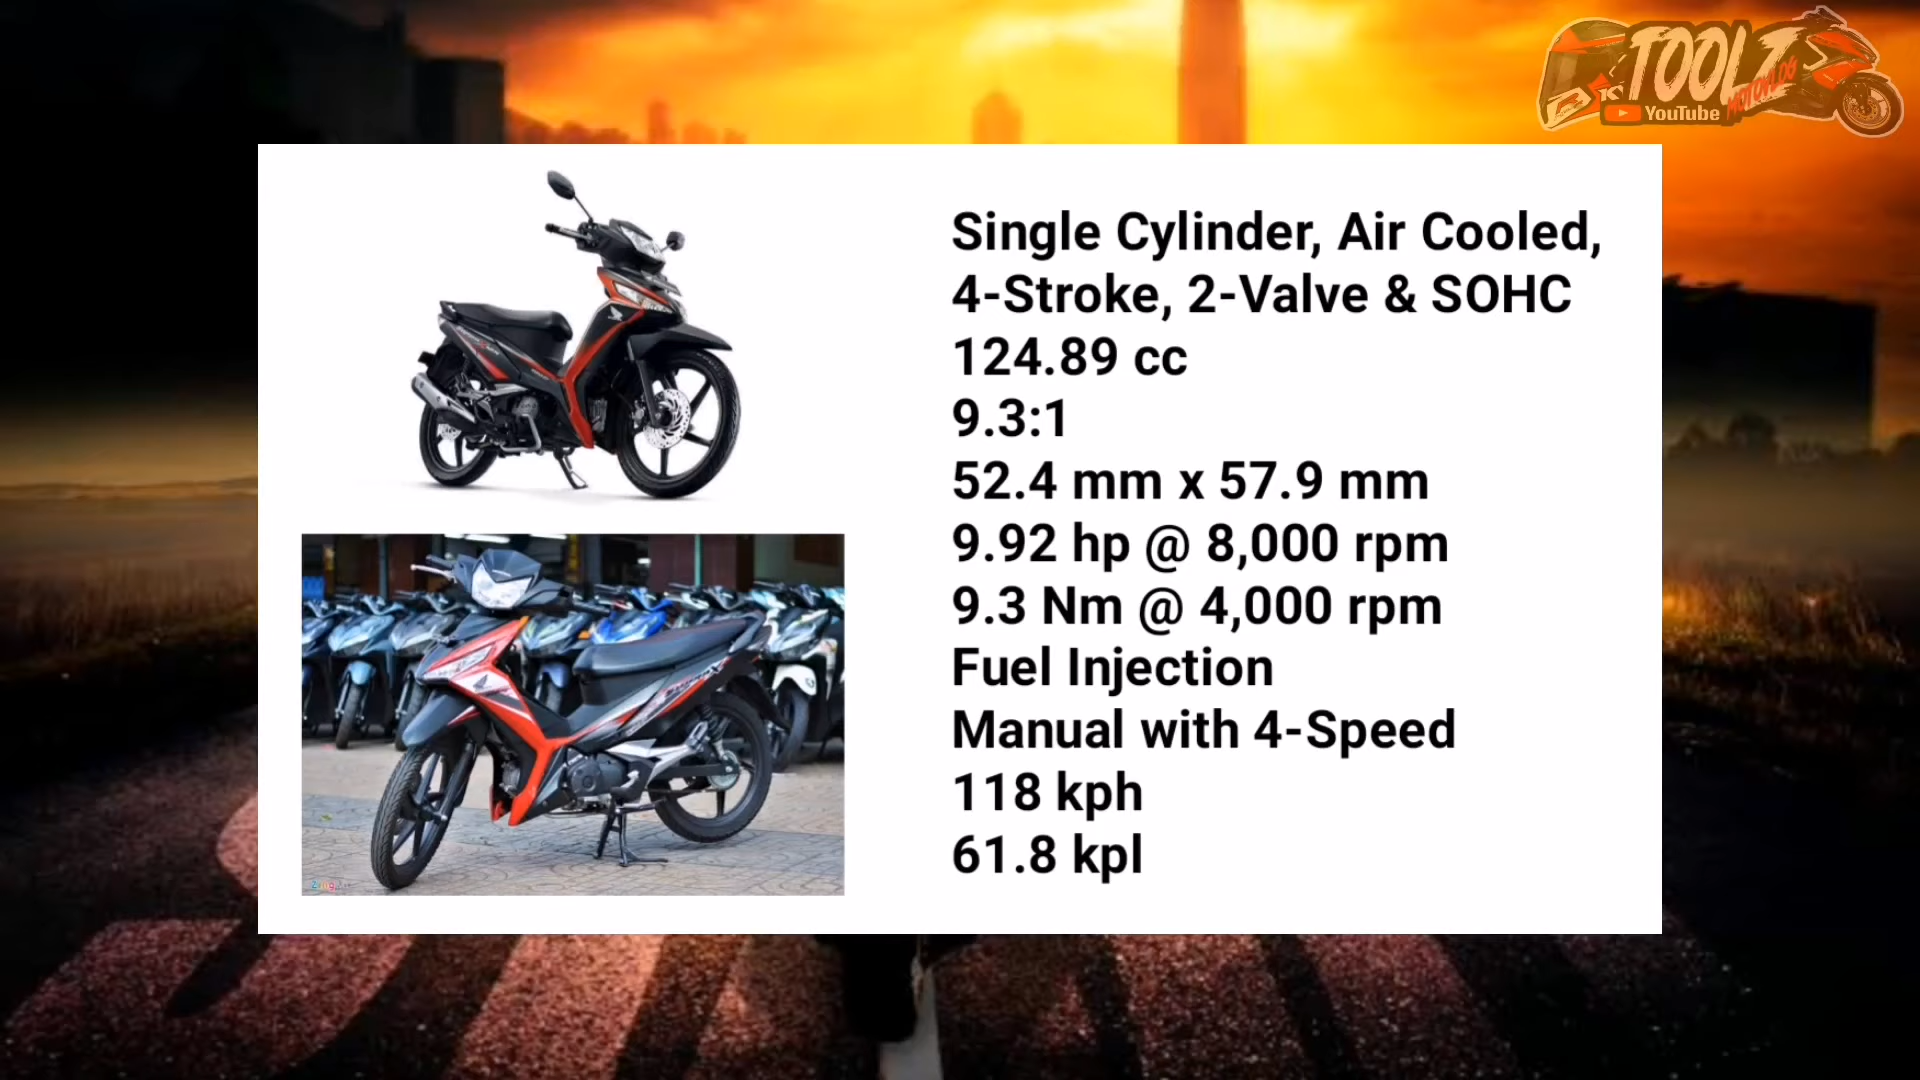 TOOLZ
MOTOVLOG
YouTube
Single Cylinder, Air Cooled,
4-Stroke, 2-Valve & SOHC
124.89 cc
9.3:1
52.4 mm x 57.9 mm
9.92 hp @ 8,000 rpm
9.3 Nm @ 4,000 rpm
Fuel Injection
Manual with 4-Speed
118 kph
61.8 kpl